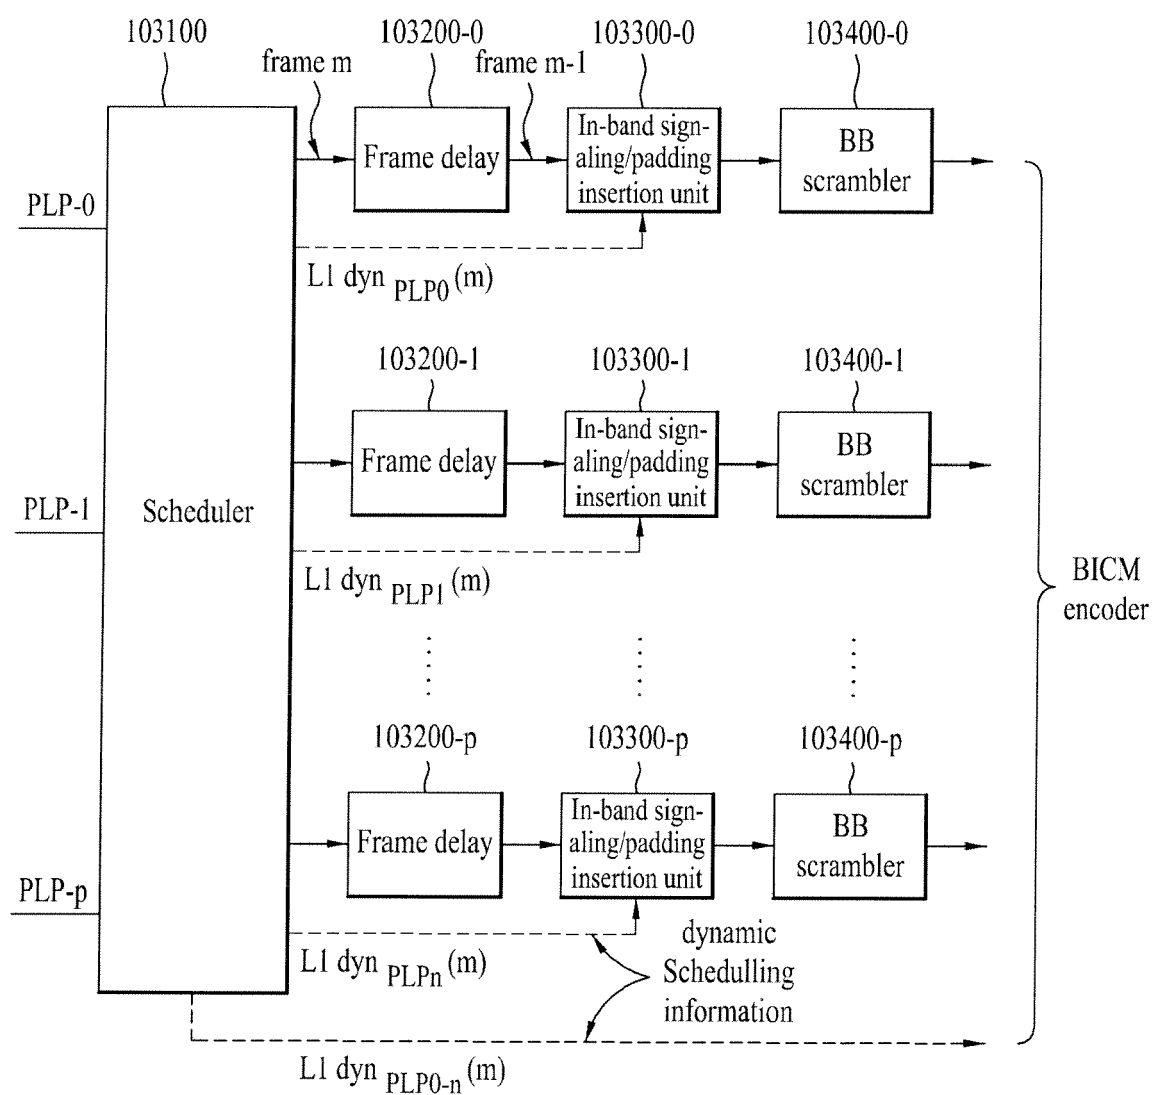 103100
103200-0
103300-0
103400-0
frame m
frame m-1
Frame delay
In-band sign-
aling/padding
insertion unit
BB
scrambler
PLP-0
L1 dyn PLP0 (m)
103200-1
103300-1
103400-1
Frame delay
In-band sign-
aling/padding
insertion unit
BB
scrambler
PLP-1
Scheduler
L1 dyn PLP1 (m)
BICM
encoder
103200-p
103300-p
103400-p
Frame delay
In-band sign-
aling/padding
insertion unit
BB
scrambler
PLP-p
L1 dyn PLPn (m)
dynamic
Schedulling
information
L1 dyn PLP0-n (m)